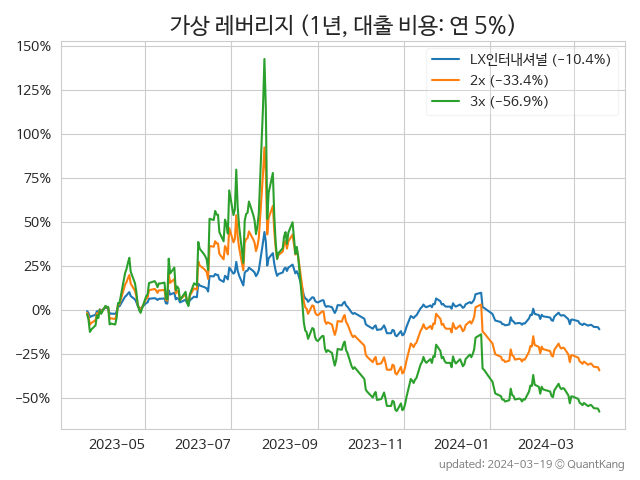 가상 레버리지 (1년, 대출 비용: 연 5%)
150%
125%
100%
75%
50%
25%
0%
−25%
−50%
LX인터내셔널 (−10.4%)
2x (−33.4%)
3x (−56.9%)
2023-05 2023-07 2023-09 2023-11 2024-01 2024-03
updated: 2024-03-19 © QuantKang